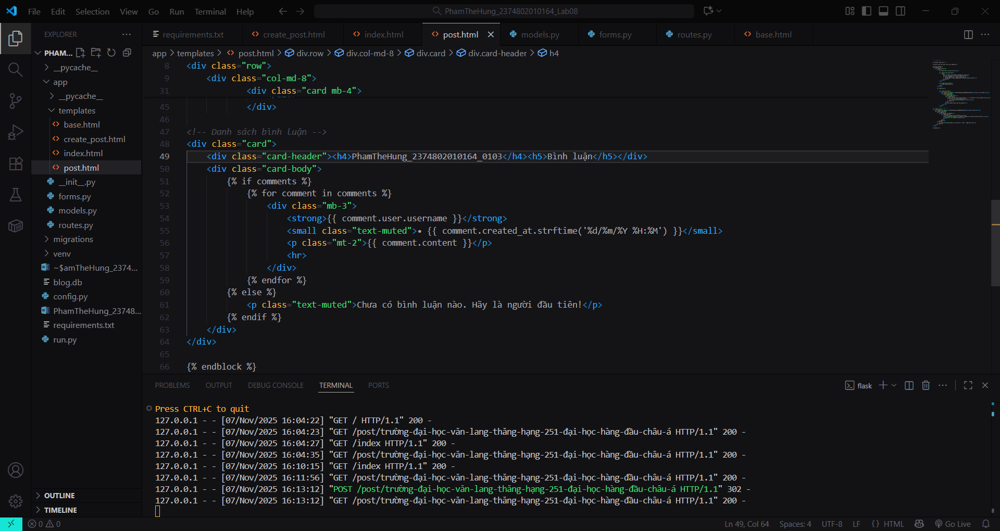 File Edit Selection View Go Run Terminal Help
PhamTheHung_2374802010164_Lab08
EXPLORER
PHAM...
__pycache__
app
__pycache__
templates
base.html
create_post.html
index.html
post.html
__init__.py
forms.py
models.py
routes.py
migrations
venv
~$amTheHung_2374...
blog.db
config.py
PhamTheHung_23748...
requirements.txt
run.py
OUTLINE
TIMELINE
requirements.txt create_post.html index.html post.html models.py forms.py routes.py base.html
app > templates > post.html > div.row > div.col-md-8 > div.card > div.card-header > h4
8 <div class="row">
9 <div class="col-md-8">
31 <div class="card mb-4">
45 </div>
46
47 <!-- Danh sách bình luận -->
48 <div class="card">
49 <div class="card-header"><h4>PhamTheHung_2374802010164_0103</h4><h5>Bình luận</h5></div>
50 <div class="card-body">
51 {% if comments %}
52 {% for comment in comments %}
53 <div class="mb-3">
54 <strong>{{ comment.user.username }}</strong>
55 <small class="text-muted">• {{ comment.created_at.strftime('%d/%m/%Y %H:%M') }}</small>
56 <p class="mt-2">{{ comment.content }}</p>
57 <hr>
58 </div>
59 {% endfor %}
60 {% else %}
61 <p class="text-muted">Chưa có bình luận nào. Hãy là người đầu tiên!</p>
62 {% endif %}
63 </div>
64 </div>
65
66 {% endblock %}
PROBLEMS OUTPUT DEBUG CONSOLE TERMINAL PORTS
flask
Press CTRL+C to quit
127.0.0.1 - - [07/Nov/2025 16:04:22] "GET / HTTP/1.1" 200 -
127.0.0.1 - - [07/Nov/2025 16:04:23] "GET /post/trường-đại-học-văn-lang-thăng-hạng-251-đại-học-hàng-đầu-châu-á HTTP/1.1" 200 -
127.0.0.1 - - [07/Nov/2025 16:04:27] "GET /index HTTP/1.1" 200 -
127.0.0.1 - - [07/Nov/2025 16:04:35] "GET /post/trường-đại-học-văn-lang-thăng-hạng-251-đại-học-hàng-đầu-châu-á HTTP/1.1" 200 -
127.0.0.1 - - [07/Nov/2025 16:10:15] "GET /index HTTP/1.1" 200 -
127.0.0.1 - - [07/Nov/2025 16:11:56] "GET /post/trường-đại-học-văn-lang-thăng-hạng-251-đại-học-hàng-đầu-châu-á HTTP/1.1" 200 -
127.0.0.1 - - [07/Nov/2025 16:13:12] "POST /post/trường-đại-học-văn-lang-thăng-hạng-251-đại-học-hàng-đầu-châu-á HTTP/1.1" 302 -
127.0.0.1 - - [07/Nov/2025 16:13:12] "GET /post/trường-đại-học-văn-lang-thăng-hạng-251-đại-học-hàng-đầu-châu-á HTTP/1.1" 200 -
0 0
Ln 49, Col 64 Spaces: 4 UTF-8 LF {} HTML Go Live